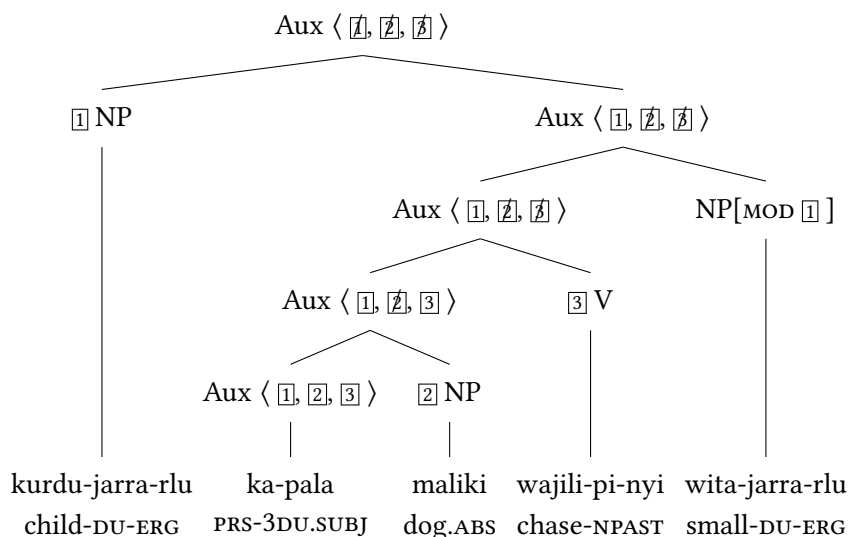 Aux ⟨ 1̸, 2̸, 3̸ ⟩
1 NP Aux ⟨ 1, 2̸, 3̸ ⟩
Aux ⟨ 1, 2̸, 3̸ ⟩ NP[MOD 1 ]
Aux ⟨ 1, 2̸, 3 ⟩ 3 V
Aux ⟨ 1, 2, 3 ⟩ 2 NP
kurdu-jarra-rlu ka-pala maliki wajili-pi-nyi wita-jarra-rlu
child-DU-ERG PRS-3DU.SUBJ dog.ABS chase-NPAST small-DU-ERG